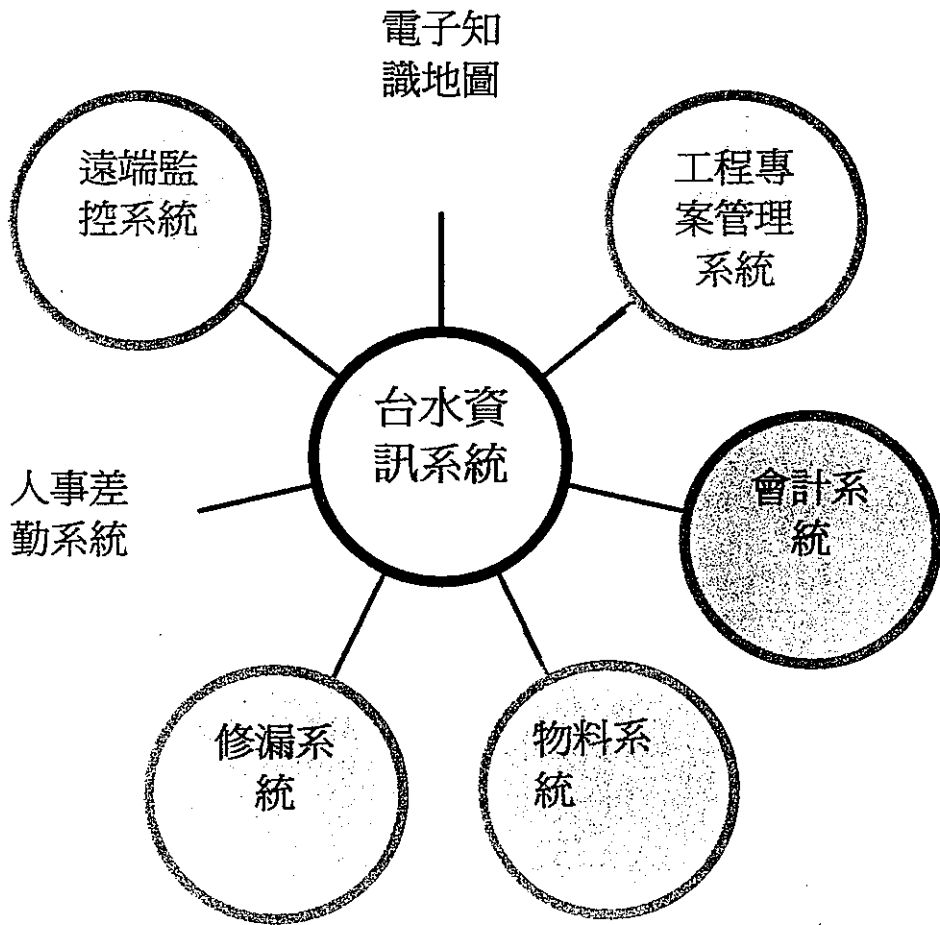 電子知
識地圖
遠端監
控系統
工程專
案管理
系統
台水資
訊系統
人事差
勤系統
會計系
統
修漏系
統
物料系
統